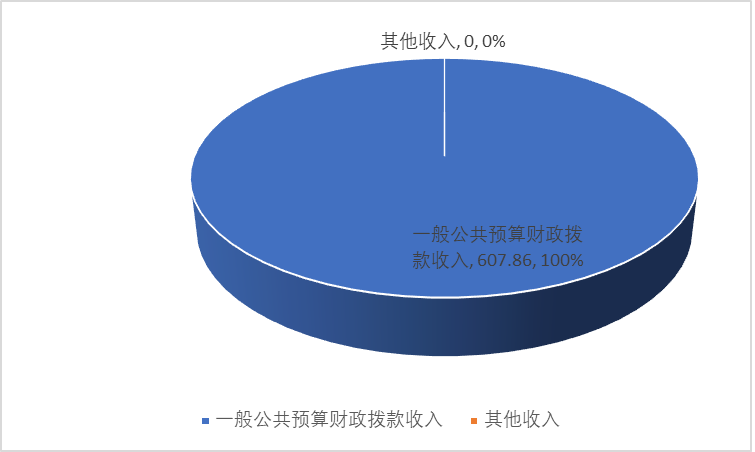 其他收入, 0, 0%
一般公共预算财政拨
款收入, 607.86, 100%
一般公共预算财政拨款收入 其他收入